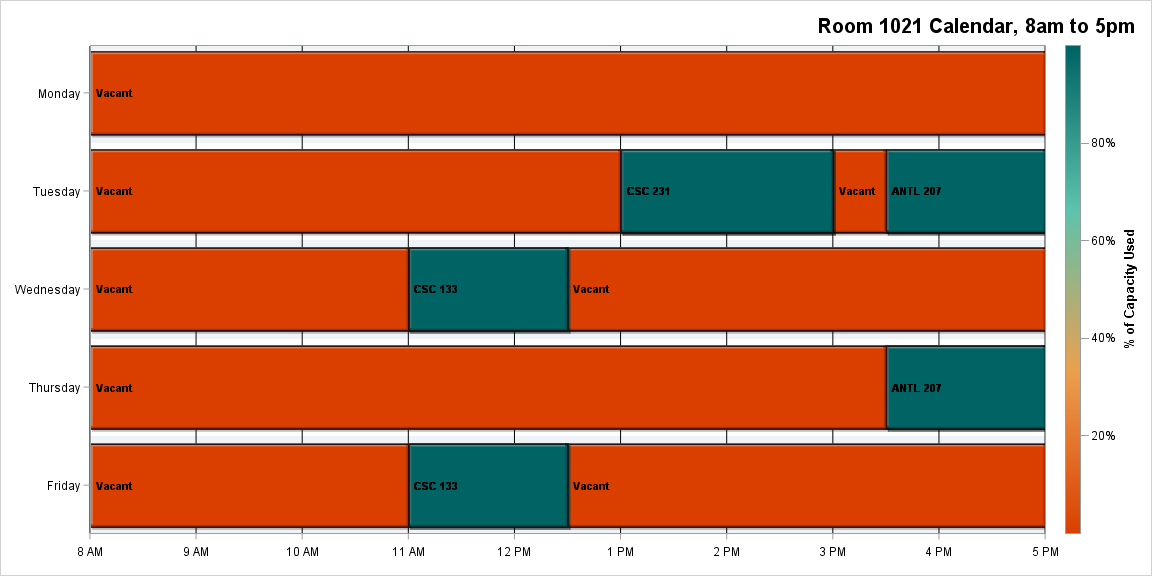 Room 1021 Calendar, 8am to 5pm
Monday
Vacant
Tuesday
Vacant
CSC 231
Vacant
ANTL 207
Wednesday
Vacant
CSC 133
Vacant
Thursday
Vacant
ANTL 207
Friday
Vacant
CSC 133
Vacant
8 AM
9 AM
10 AM
11 AM
12 PM
1 PM
2 PM
3 PM
4 PM
5 PM
80%
60%
40%
20%
% of Capacity Used